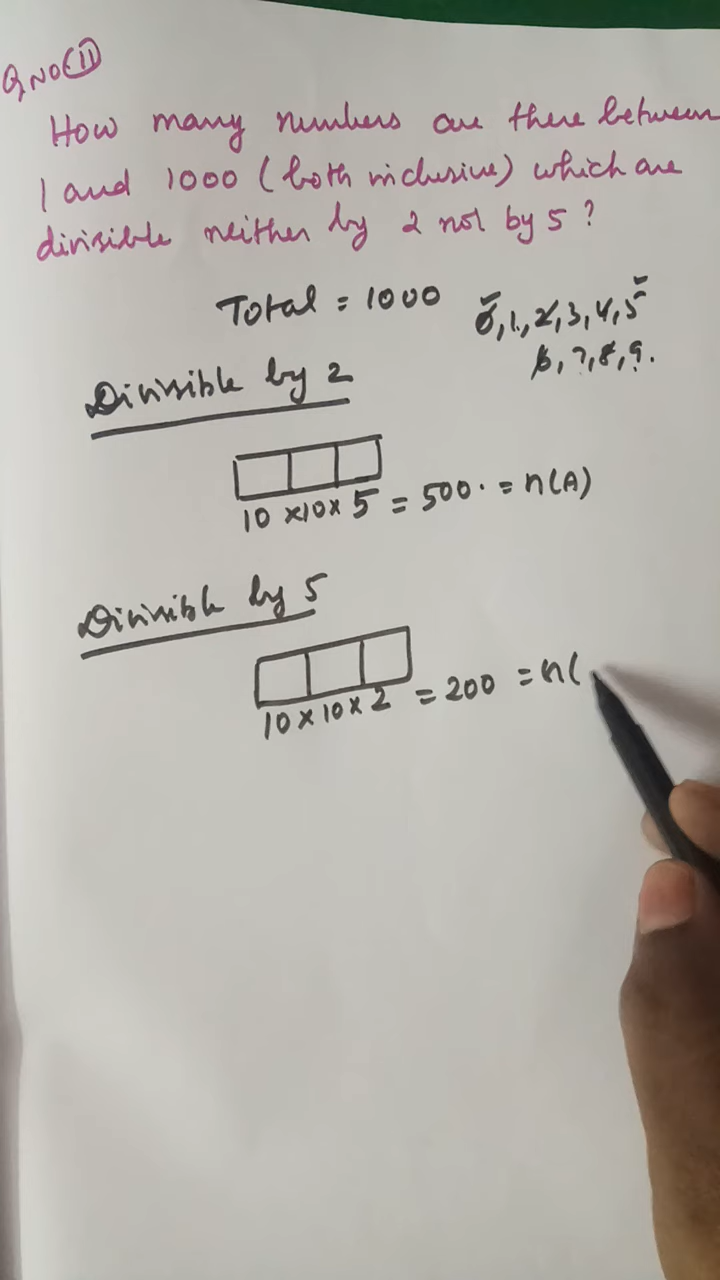 Q NO (11)
How many numbers are there between
1 and 1000 (both inclusive) which are
divisible neither by 2 nor by 5?
Total = 1000
0, 1, 2, 3, 4, 5
6, 7, 8, 9.
Divisible by 2
10 x10x 5 = 500. = n(A)
Divisible by 5
10 x 10 x 2 = 200 = n(